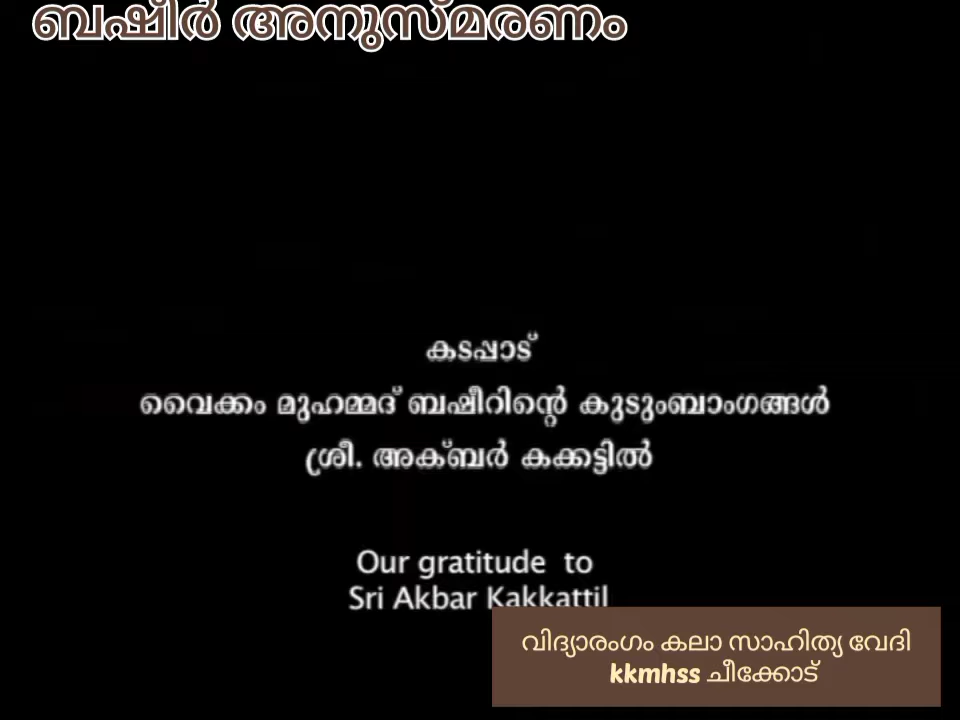 ബഷീർ അനുസ്മരണം
കടപ്പാട്
വൈക്കം മുഹമ്മദ് ബഷീറിന്റെ കുടുംബാംഗങ്ങൾ
ശ്രീ. അക്ബർ കക്കട്ടിൽ
Our gratitude to
Sri Akbar Kakkattil
വിദ്യാരംഗം കലാ സാഹിത്യ വേദി
kkmhss ചീക്കോട്